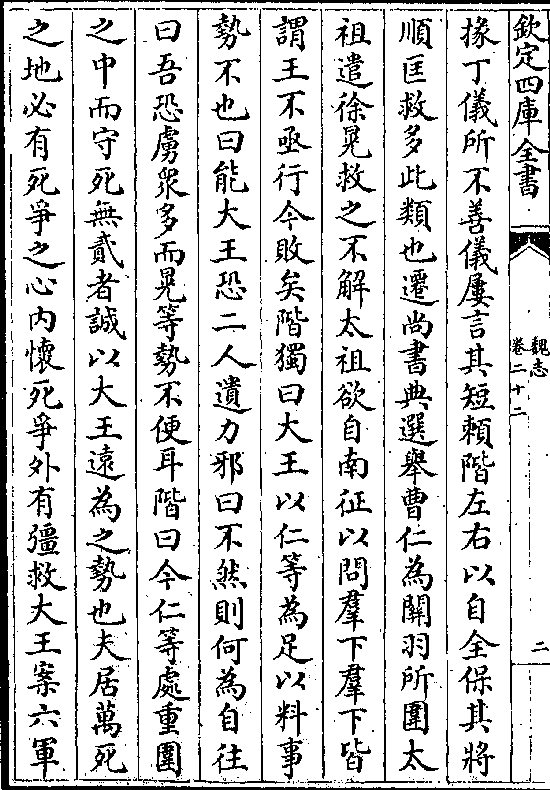 欽定四庫全書
魏志
卷二十二
二
掾丁儀所不善儀屢言其短頼階左右以自全保其將
順匡救多此類也遷尚書典選舉曹仁為關羽所圍太
祖遣徐晃救之不解太祖欲自南征以問羣下羣下皆
謂王不亟行今敗矣階獨曰大王以仁等為足以料事
勢不也曰能大王恐二人遺力邪曰不然則何為自往
曰吾恐虜衆多而晃等勢不便耳階曰今仁等處重圍
之中而守死無貳者誠以大王遠為之勢也夫居萬死
之地必有死爭之心内懷死爭外有彊救大王案六軍